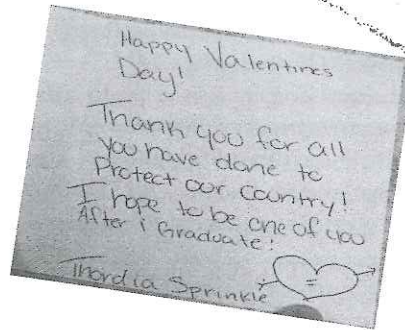 Happy Valentines
Day!
Thank you for all
you have done to
Protect our Country!
I hope to be one of you
After i Graduate!
Thordia Sprinkle
=